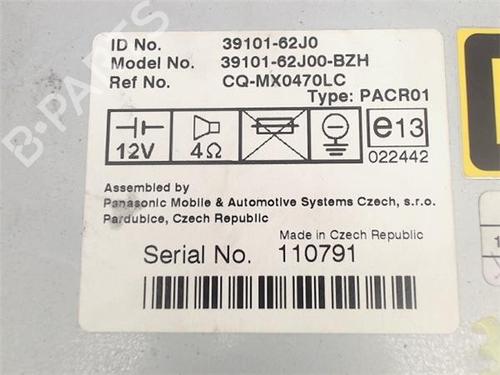 ID No. 39101-62J0
Model No. 39101-62J00-BZH
Ref No. CQ-MX0470LC
Type: PACR01
12V
4Ω
e13
022442
Assembled by
Panasonic Mobile & Automotive Systems Czech, s.r.o.
Pardubice, Czech Republic
Made in Czech Republic
Serial No. 110791
B-PARTS